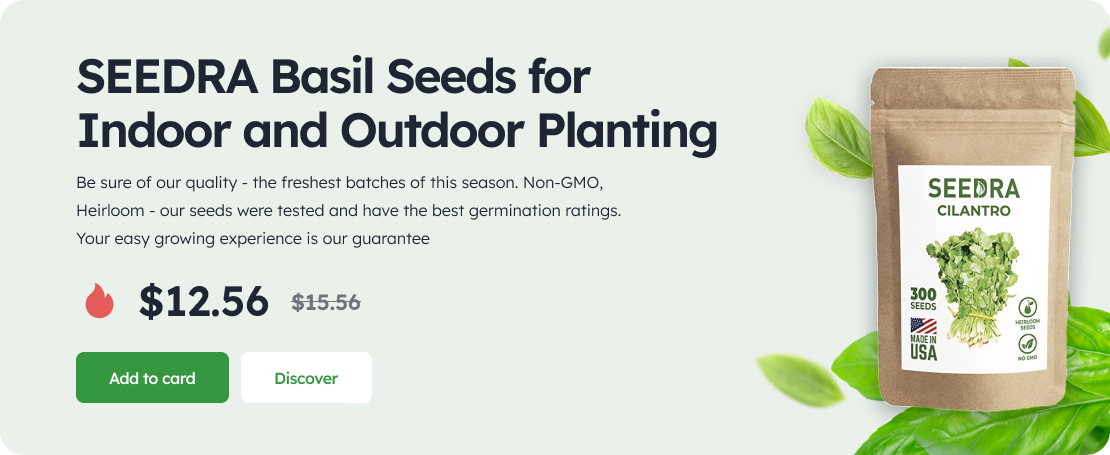 SEEDRA Basil Seeds for
Indoor and Outdoor Planting
Be sure of our quality - the freshest batches of this season. Non-GMO,
Heirloom - our seeds were tested and have the best germination ratings.
Your easy growing experience is our guarantee
$12.56 $15.56
Add to card Discover
SEEDRA
CILANTRO
300
SEEDS
HEIRLOOM
SEEDS
MADE IN
USA
NO GMO